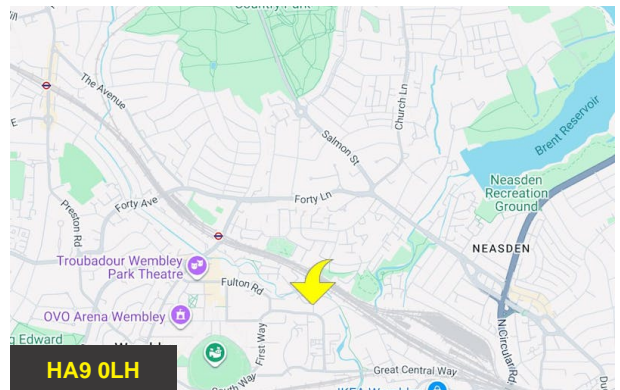 Country Park
The Avenue
Church Ln
Salmon St
Brent Reservoir
Neasden
Recreation
Ground
Preston Rd
Forty Ave
Forty Ln
NEASDEN
Troubadour Wembley
Park Theatre
Fulton Rd
OVO Arena Wembley
N Circular Rd
First Way
Edward
Great Central Way
South Way
HA9 0LH